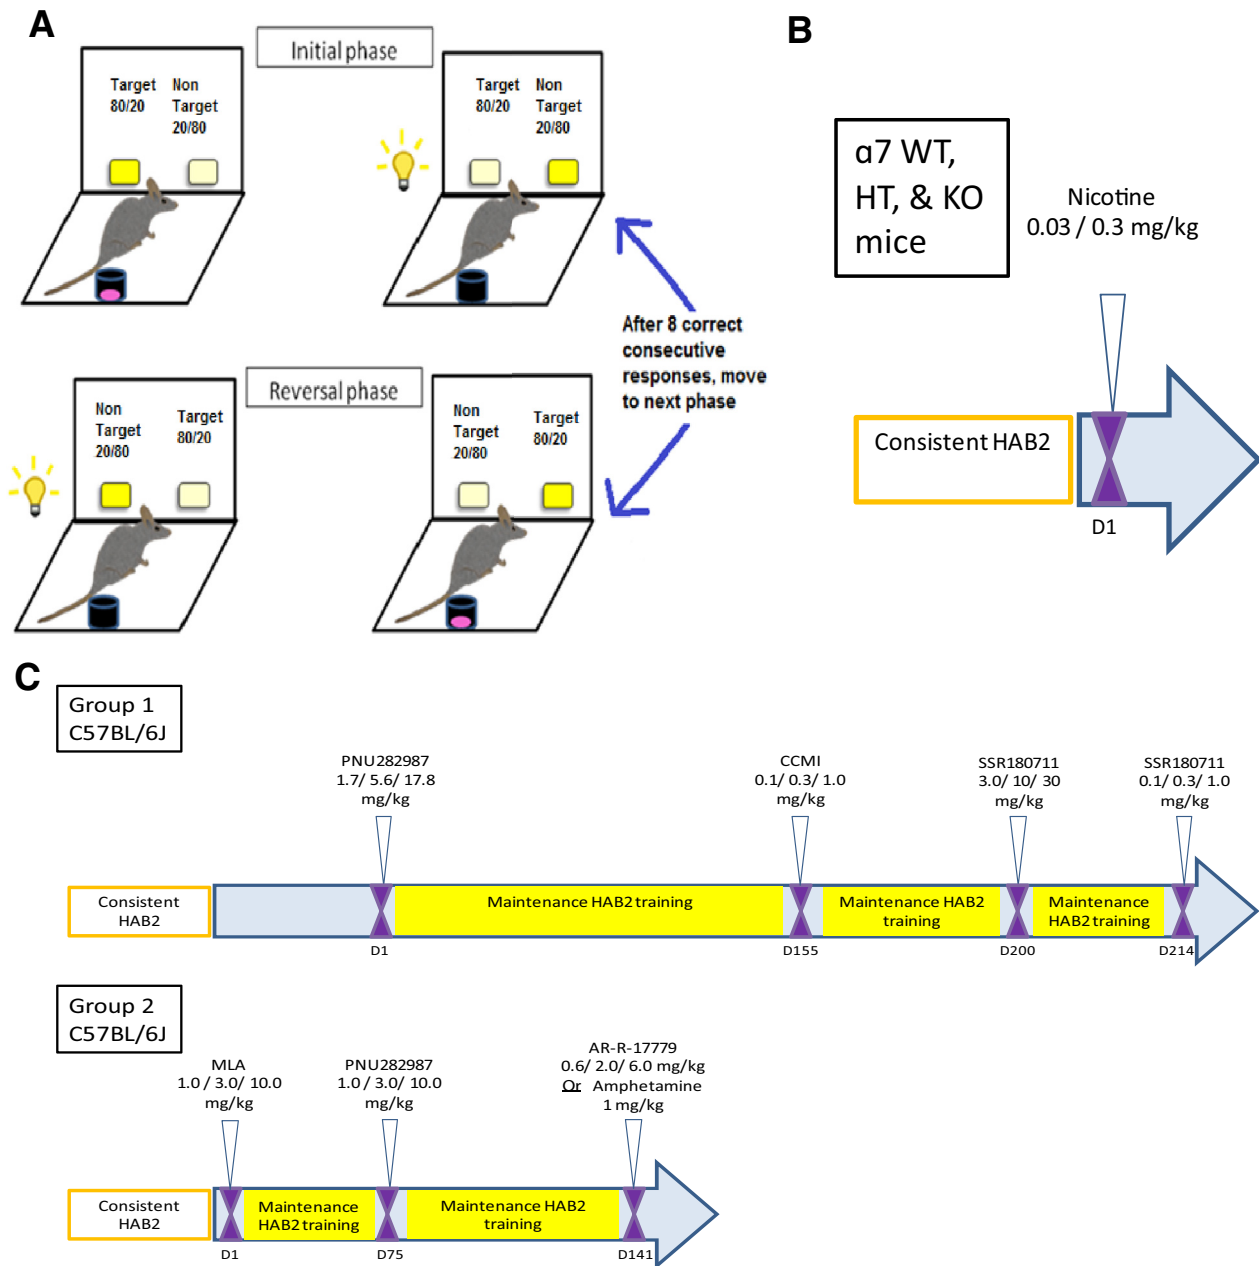 A
Initial phase
Target
80/20
Non
Target
20/80
Target
80/20
Non
Target
20/80
After 8 correct
consecutive
responses, move
to next phase
Reversal phase
Non
Target
20/80
Target
80/20
Non
Target
20/80
Target
80/20
B
α7 WT,
HT, & KO
mice
Nicotine
0.03 / 0.3 mg/kg
Consistent HAB2
D1
C
Group 1
C57BL/6J
PNU282987
1.7/ 5.6/ 17.8
mg/kg
CCMI
0.1/ 0.3/ 1.0
mg/kg
SSR180711
3.0/ 10/ 30
mg/kg
SSR180711
0.1/ 0.3/ 1.0
mg/kg
Consistent
HAB2
Maintenance HAB2 training
Maintenance HAB2
training
Maintenance
HAB2 training
D1
D155
D200
D214
Group 2
C57BL/6J
MLA
1.0 / 3.0/ 10.0
mg/kg
PNU282987
1.0/ 3.0/ 10.0
mg/kg
AR-R-17779
0.6/ 2.0/ 6.0 mg/kg
Or Amphetamine
1 mg/kg
Consistent
HAB2
Maintenance
HAB2 training
Maintenance HAB2
training
D1
D75
D141